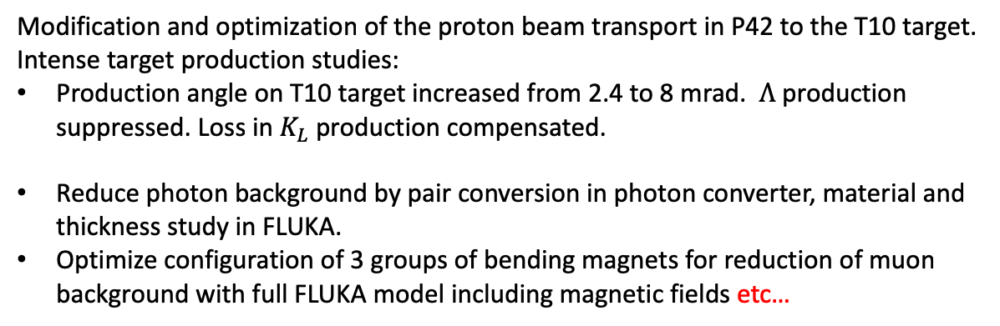 Modification and optimization of the proton beam transport in P42 to the T10 target.
Intense target production studies:
• Production angle on T10 target increased from 2.4 to 8 mrad. Λ production
suppressed. Loss in K_L production compensated.
• Reduce photon background by pair conversion in photon converter, material and
thickness study in FLUKA.
• Optimize configuration of 3 groups of bending magnets for reduction of muon
background with full FLUKA model including magnetic fields etc...